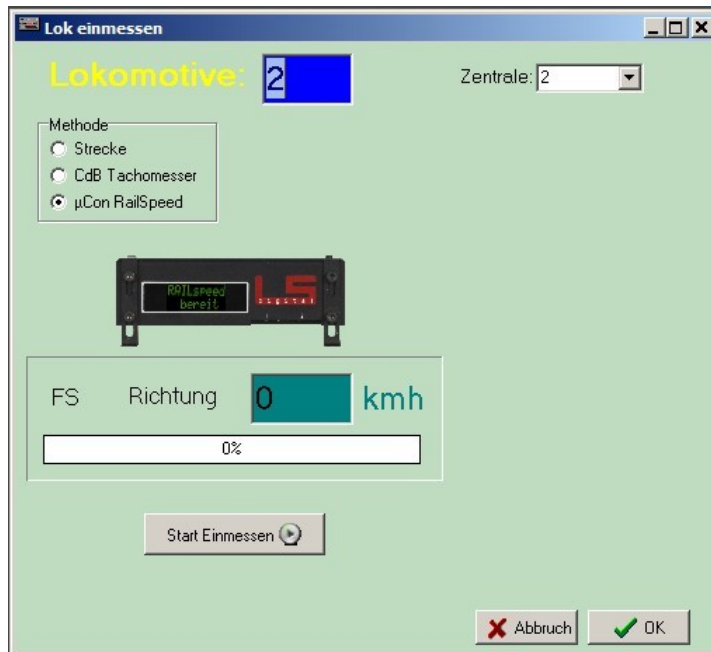 Lok einmessen
Lokomotive: 2
Zentrale: 2
Methode
Strecke
CdB Tachomesser
µCon RailSpeed
RAILspeed
bereit
LS
digital
FS Richtung 0 kmh
0%
Start Einmessen
Abbruch
OK